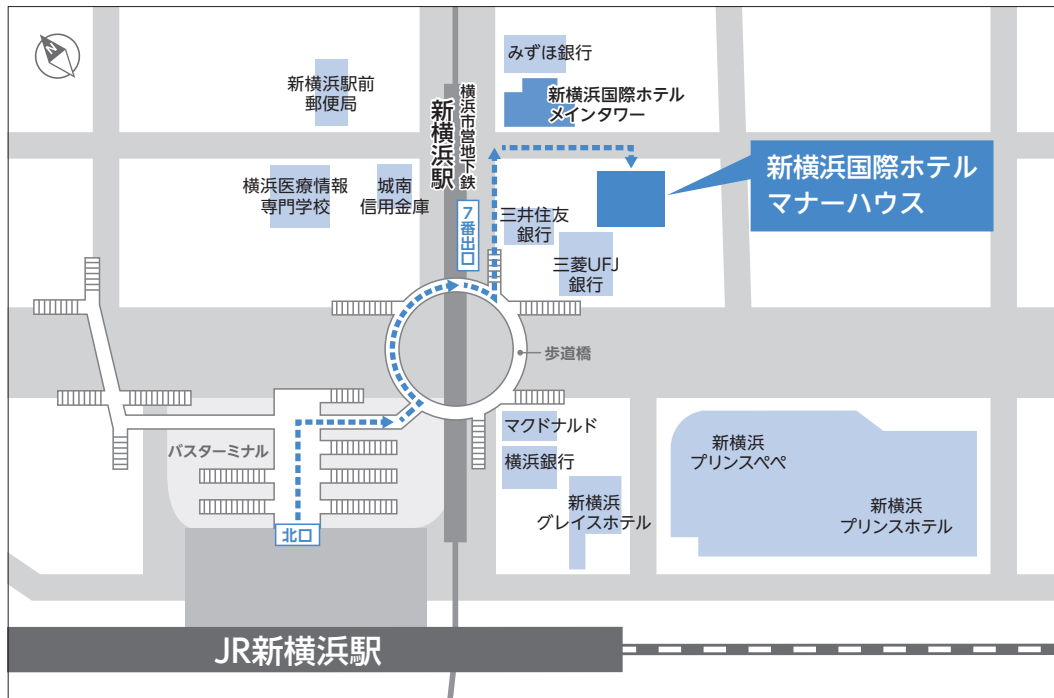 N
みずほ銀行
新横浜国際ホテル
メインタワー
新横浜駅前
郵便局
横浜市営地下鉄
新横浜駅
新横浜国際ホテル
マナーハウス
横浜医療情報
専門学校
城南
信用金庫
7番出口
三井住友
銀行
三菱UFJ
銀行
歩道橋
マクドナルド
バスターミナル
横浜銀行
新横浜
プリンスペペ
新横浜
グレイスホテル
新横浜
プリンスホテル
北口
JR新横浜駅